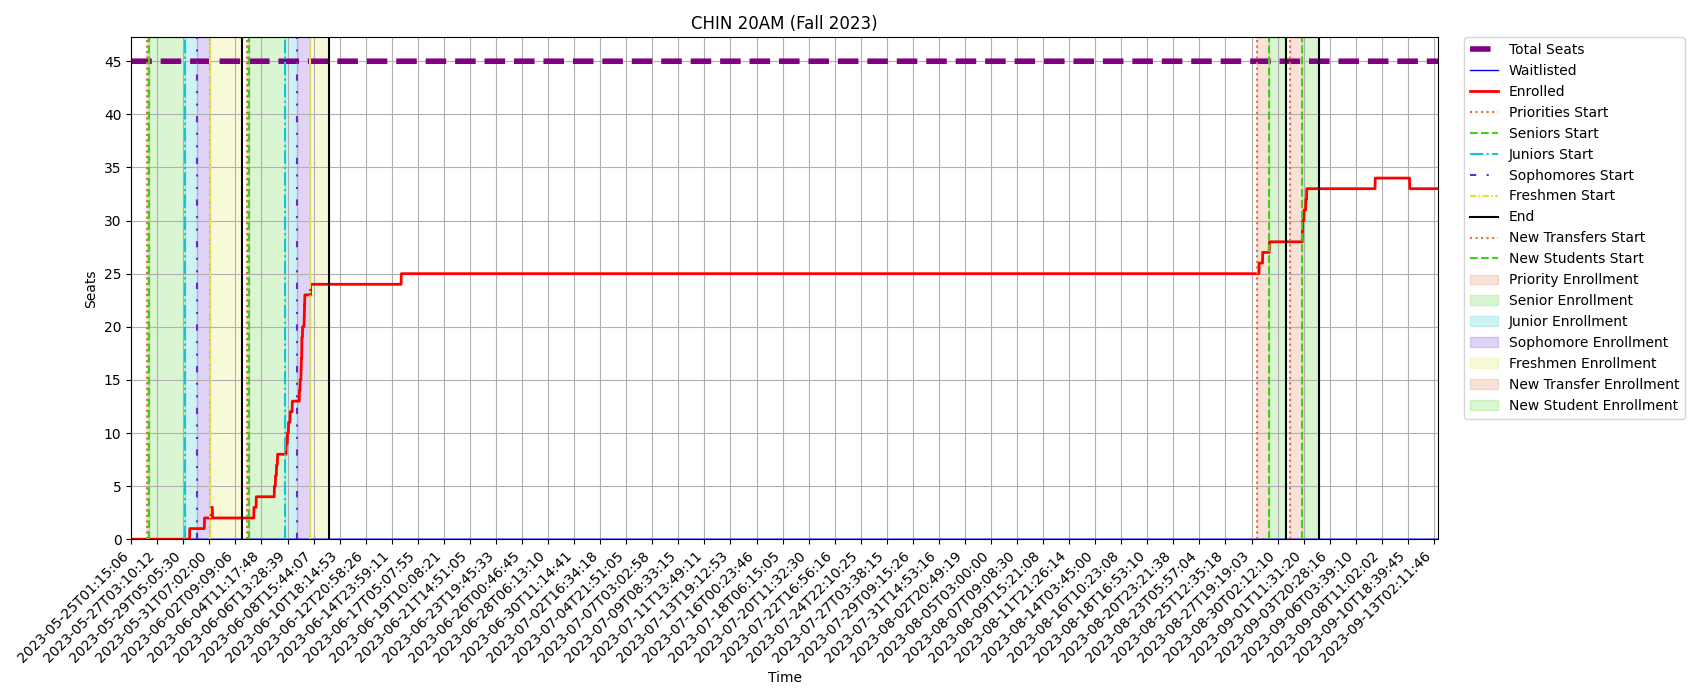 CHIN 20AM (Fall 2023)
Seats
45
40
35
30
25
20
15
10
5
0
2023-05-25T01:15:06
2023-05-27T03:10:12
2023-05-29T05:05:30
2023-05-31T07:02:00
2023-06-02T09:09:06
2023-06-04T11:17:48
2023-06-06T13:28:39
2023-06-08T15:44:07
2023-06-10T18:14:53
2023-06-12T20:58:26
2023-06-14T23:59:11
2023-06-17T05:07:55
2023-06-19T10:08:21
2023-06-21T14:51:05
2023-06-23T19:45:33
2023-06-26T00:46:45
2023-06-28T06:13:10
2023-06-30T11:14:41
2023-07-02T16:34:18
2023-07-04T21:51:05
2023-07-07T03:02:58
2023-07-09T08:33:15
2023-07-11T13:49:11
2023-07-13T19:12:53
2023-07-16T00:23:46
2023-07-18T06:15:05
2023-07-20T11:32:30
2023-07-22T16:56:16
2023-07-24T22:10:25
2023-07-27T03:38:15
2023-07-29T09:15:26
2023-07-31T14:53:16
2023-08-02T20:49:19
2023-08-05T03:00:00
2023-08-07T09:08:30
2023-08-09T15:21:08
2023-08-11T21:26:14
2023-08-14T03:45:00
2023-08-16T10:23:08
2023-08-18T16:53:10
2023-08-20T23:21:38
2023-08-23T05:57:04
2023-08-25T12:35:18
2023-08-27T19:19:03
2023-08-30T02:12:10
2023-09-01T11:31:20
2023-09-03T20:28:16
2023-09-06T03:39:10
2023-09-08T11:02:02
2023-09-10T18:39:45
2023-09-13T02:11:46
Time
Total Seats
Waitlisted
Enrolled
Priorities Start
Seniors Start
Juniors Start
Sophomores Start
Freshmen Start
End
New Transfers Start
New Students Start
Priority Enrollment
Senior Enrollment
Junior Enrollment
Sophomore Enrollment
Freshmen Enrollment
New Transfer Enrollment
New Student Enrollment